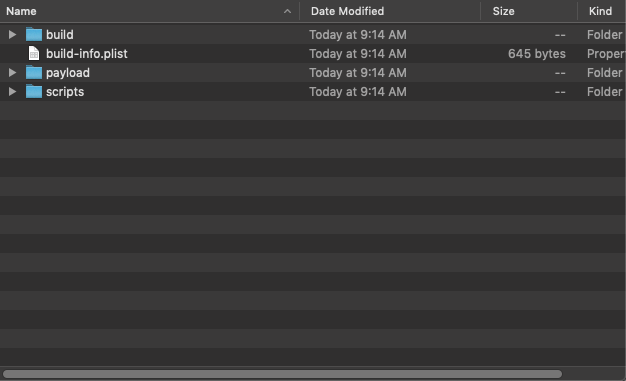 Name Date Modified Size Kind
build Today at 9:14 AM -- Folder
build-info.plist Today at 9:14 AM 645 bytes Proper
payload Today at 9:14 AM -- Folder
scripts Today at 9:14 AM -- Folder